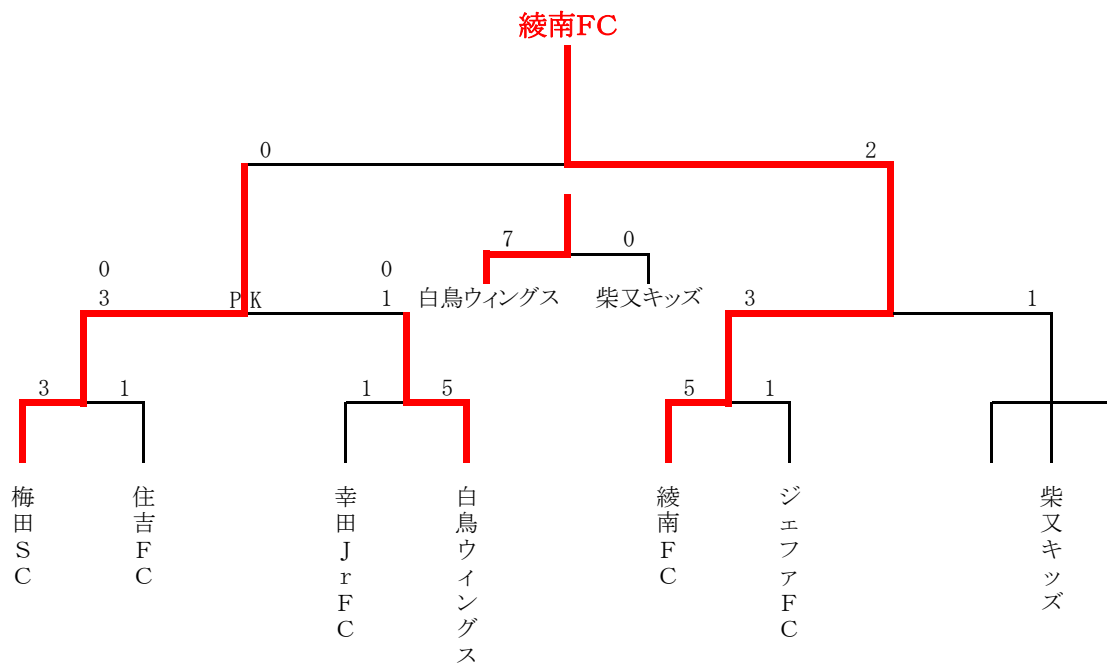 綾南FC
0 2
7 0
0 0
3 PK 1
白鳥ウィングス 柴又キッズ
3 1
3 1
1 5
5 1
梅田SC
住吉FC
幸田JrFC
白鳥ウィングス
綾南FC
ジェファFC
柴又キッズ